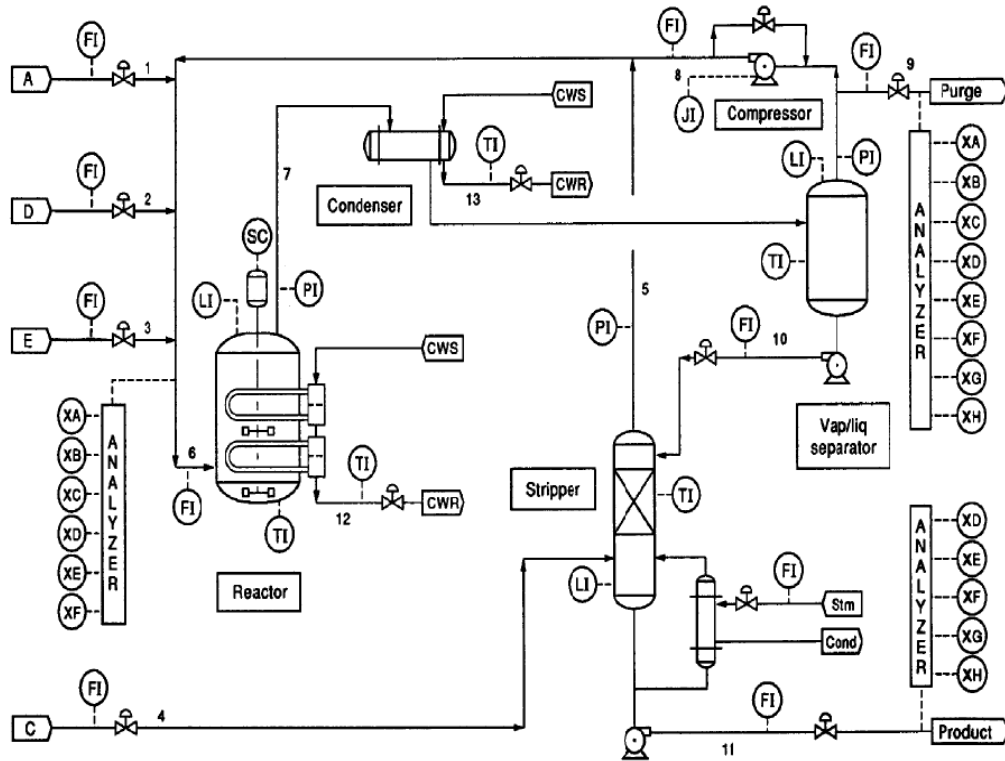 FI
A
1
FI
8
JI
Compressor
FI
9
Purge
CWS
TI
13
CWR
Condenser
7
LI
PI
XA
XB
XC
XD
XE
XF
XG
XH
ANALYZER
FI
D
2
SC
LI
PI
TI
5
PI
FI
10
Vap/liq
separator
FI
E
3
CWS
XA
XB
XC
XD
XE
XF
ANALYZER
6
FI
TI
12
CWR
TI
Reactor
Stripper
TI
LI
FI
Stm
Cond
XD
XE
XF
XG
XH
ANALYZER
FI
C
4
FI
11
Product